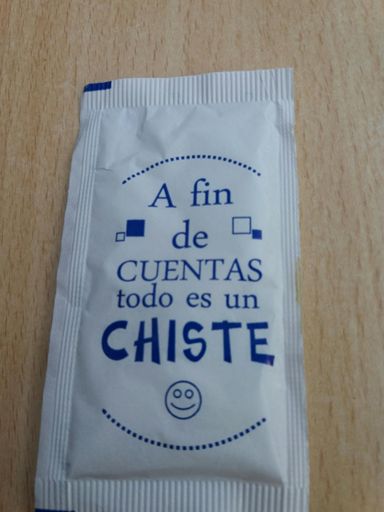 A fin
de
CUENTAS
todo es un
CHISTE